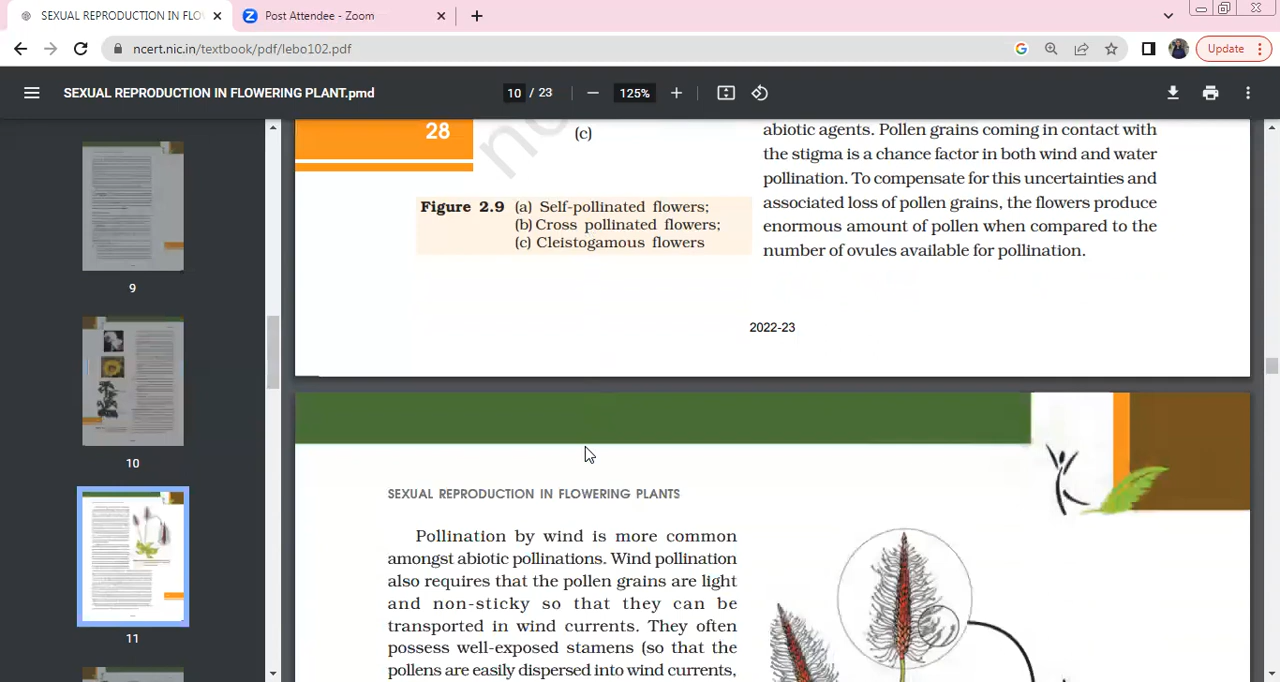 SEXUAL REPRODUCTION IN FLO
Post Attendee - Zoom
ncert.nic.in/textbook/pdf/lebo102.pdf
Update
SEXUAL REPRODUCTION IN FLOWERING PLANT.pmd
10 / 23
125%
28
(c)
Figure 2.9 (a) Self-pollinated flowers;
(b) Cross pollinated flowers;
(c) Cleistogamous flowers
abiotic agents. Pollen grains coming in contact with
the stigma is a chance factor in both wind and water
pollination. To compensate for this uncertainties and
associated loss of pollen grains, the flowers produce
enormous amount of pollen when compared to the
number of ovules available for pollination.
2022-23
9
10
11
SEXUAL REPRODUCTION IN FLOWERING PLANTS
Pollination by wind is more common
amongst abiotic pollinations. Wind pollination
also requires that the pollen grains are light
and non-sticky so that they can be
transported in wind currents. They often
possess well-exposed stamens (so that the
pollens are easily dispersed into wind currents,